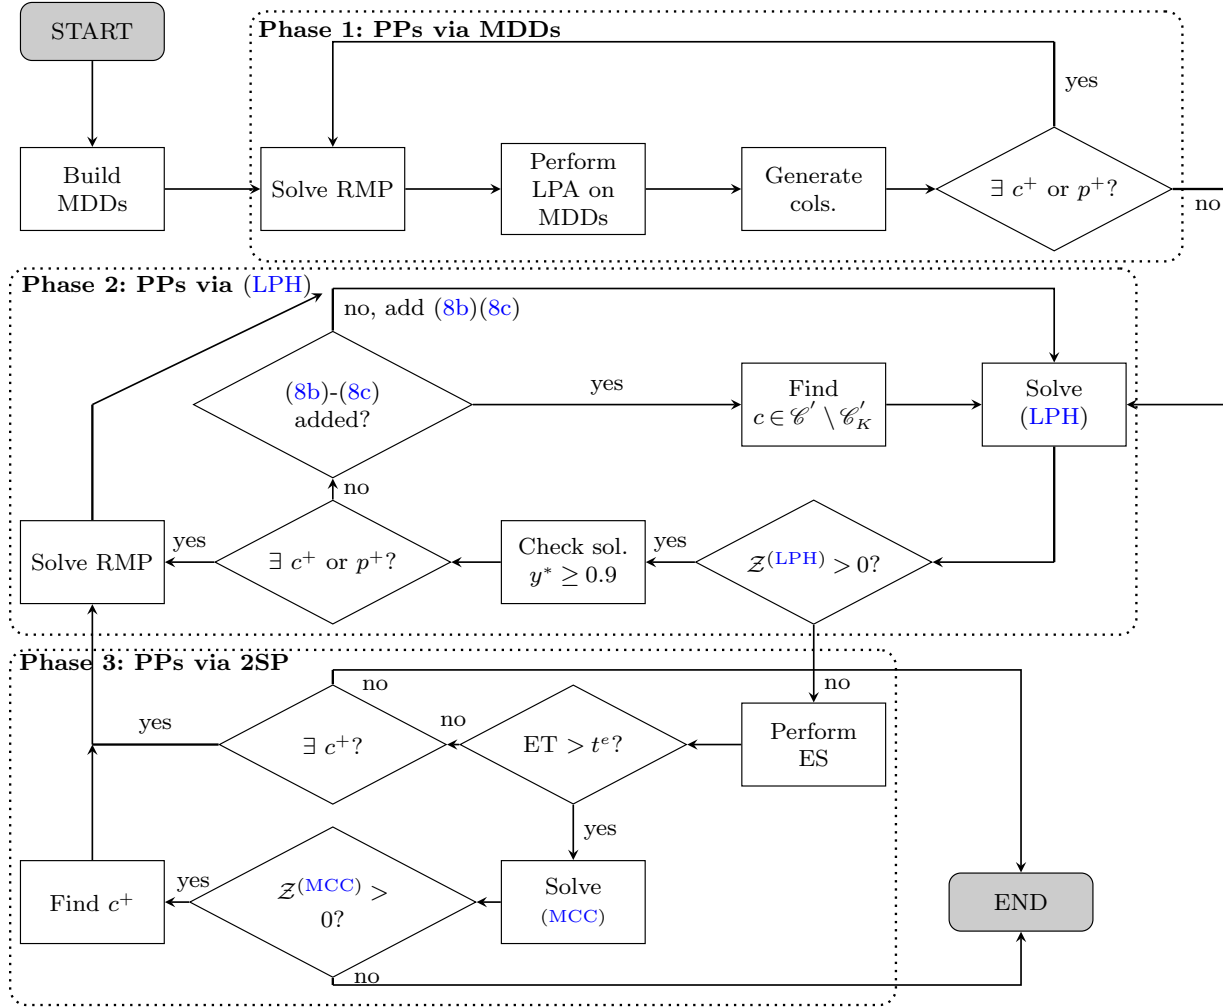 START
Phase 1: PPs via MDDs
yes
Build
MDDs
Solve RMP
Perform
LPA on
MDDs
Generate
cols.
∃ c⁺ or p⁺?
no
Phase 2: PPs via (LPH)
no, add (8b)(8c)
(8b)-(8c)
added?
yes
Find
c ∈ 𝒞′ \ 𝒞′_K
Solve
(LPH)
no
Solve RMP
yes
∃ c⁺ or p⁺?
Check sol.
y* ≥ 0.9
yes
𝒵^(LPH) > 0?
Phase 3: PPs via 2SP
no
no
yes
∃ c⁺?
no
ET > tᵉ?
Perform
ES
yes
Find c⁺
yes
𝒵^(MCC) >
0?
Solve
(MCC)
END
no